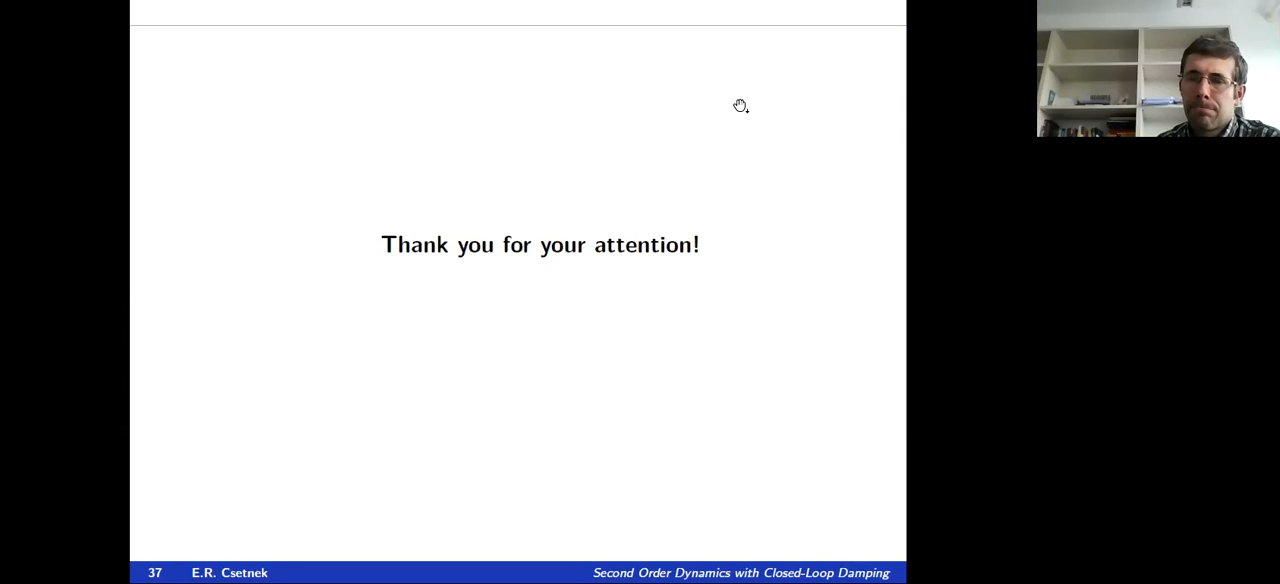 Thank you for your attention!
37 E.R. Csetnek Second Order Dynamics with Closed-Loop Damping